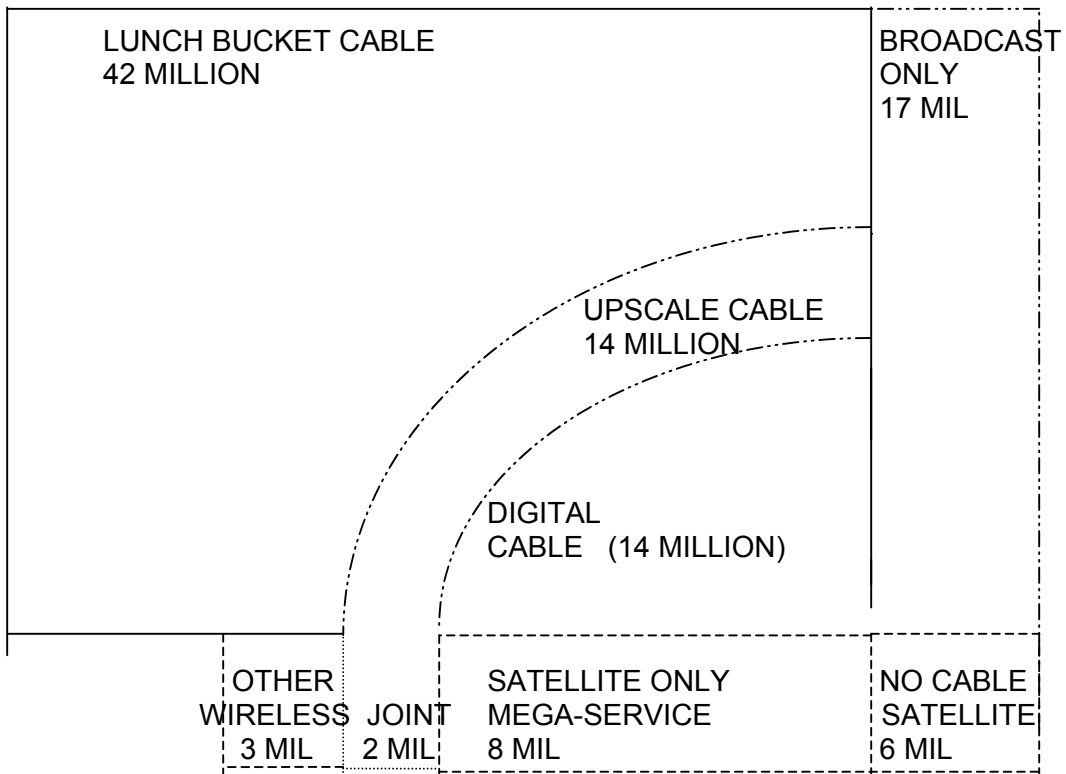 LUNCH BUCKET CABLE
42 MILLION
BROADCAST
ONLY
17 MIL
UPSCALE CABLE
14 MILLION
DIGITAL
CABLE (14 MILLION)
OTHER
WIRELESS
3 MIL
JOINT
2 MIL
SATELLITE ONLY
MEGA-SERVICE
8 MIL
NO CABLE
SATELLITE
6 MIL